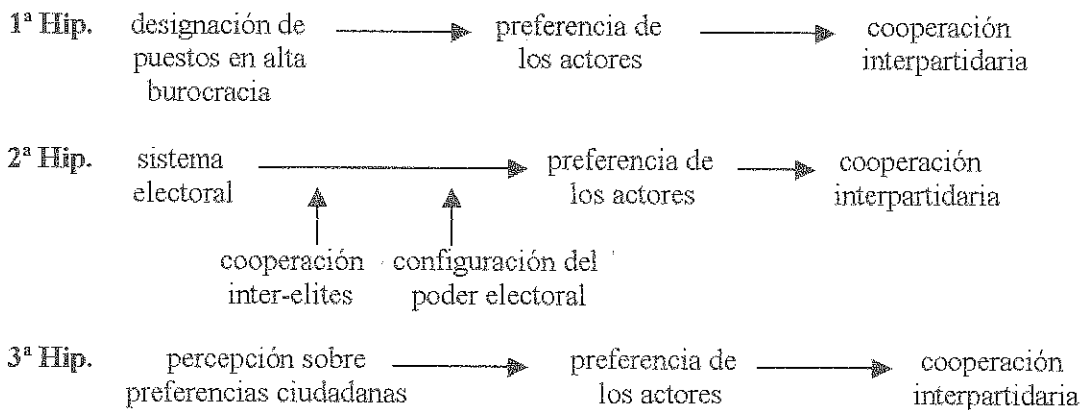 1ª Hip. designación de preferencia de cooperación
puestos en alta los actores interpartidaria
burocracia
2ª Hip. sistema preferencia de cooperación
electoral los actores interpartidaria
cooperación configuración del
inter-elites poder electoral
3ª Hip. percepción sobre preferencia de cooperación
preferencias ciudadanas los actores interpartidaria